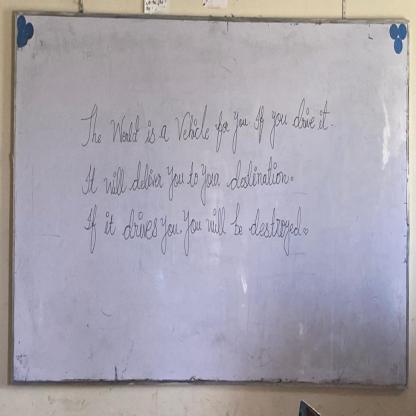 The World is a Vehicle for you If you drive it.
It will deliver you to your destination.
If it drives you. You will be destroyed.